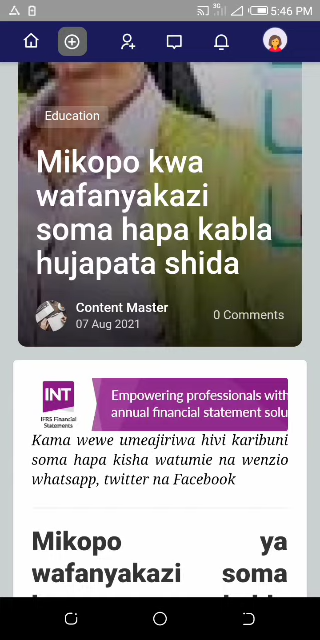 3G
5:46 PM
Education
Mikopo kwa
wafanyakazi
soma hapa kabla
hujapata shida
Content Master
07 Aug 2021
0 Comments
INT
IFRS Financial
Statements
Empowering professionals with
annual financial statement solu
Kama wewe umeajiriwa hivi karibuni
soma hapa kisha watumie na wenzio
whatsapp, twitter na Facebook
Mikopo ya
wafanyakazi soma